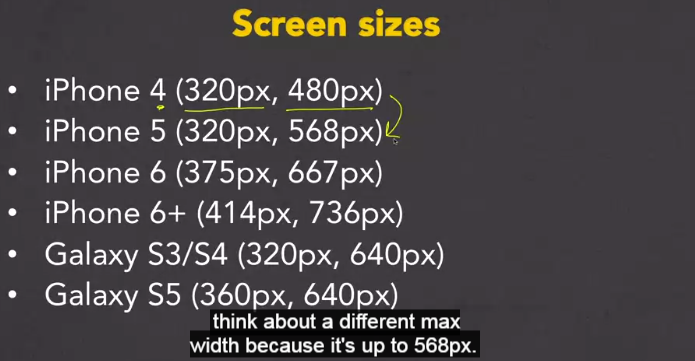 Screen sizes
• iPhone 4 (320px, 480px)
• iPhone 5 (320px, 568px)
• iPhone 6 (375px, 667px)
• iPhone 6+ (414px, 736px)
• Galaxy S3/S4 (320px, 640px)
• Galaxy S5 (360px, 640px)
think about a different max
width because it's up to 568px.